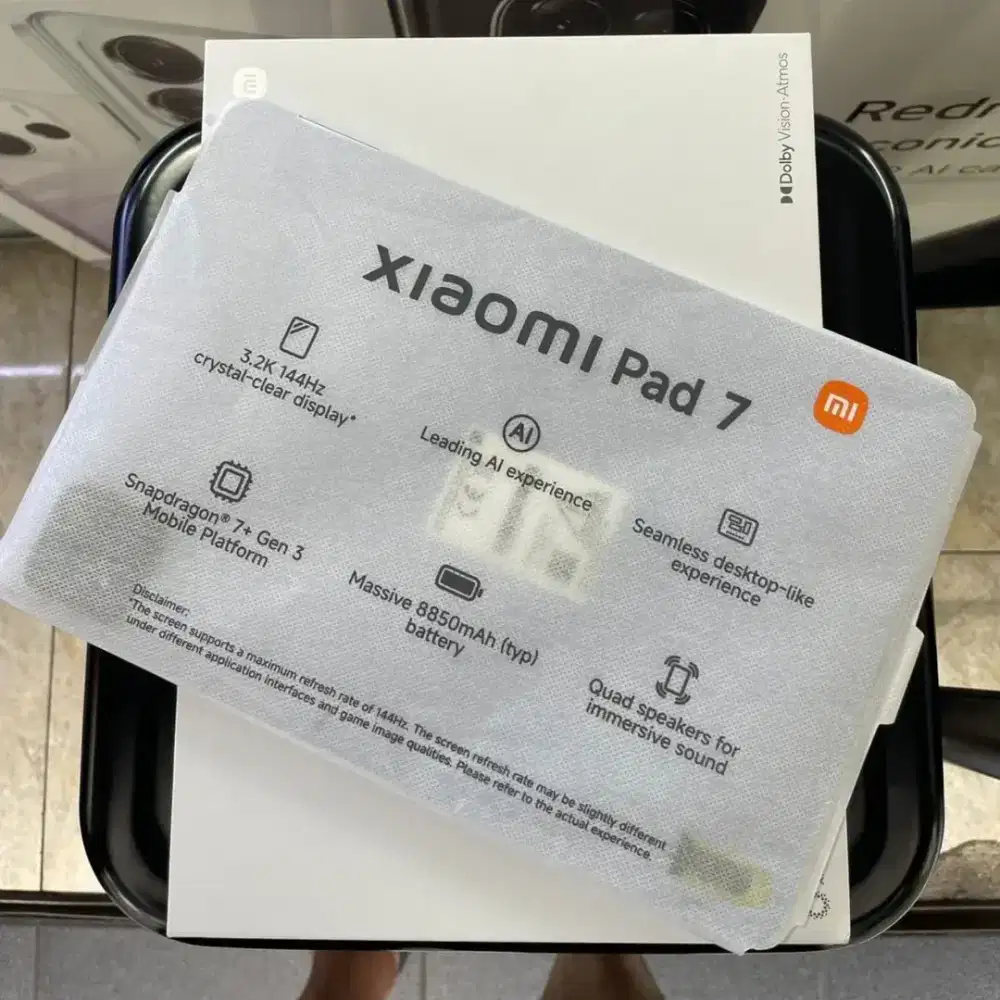 mi
Dolby Vision·Atmos
Redm
conic
AI ca
xiaomi Pad 7
mi
3.2K 144Hz
crystal-clear display*
AI
Leading AI experience
Snapdragon® 7+ Gen 3
Mobile Platform
Seamless desktop-like
experience
Massive 8850mAh (typ)
battery
Quad speakers for
immersive sound
Disclaimer:
*The screen supports a maximum refresh rate of 144Hz. The screen refresh rate may be slightly different
under different application interfaces and game image qualities. Please refer to the actual experience.